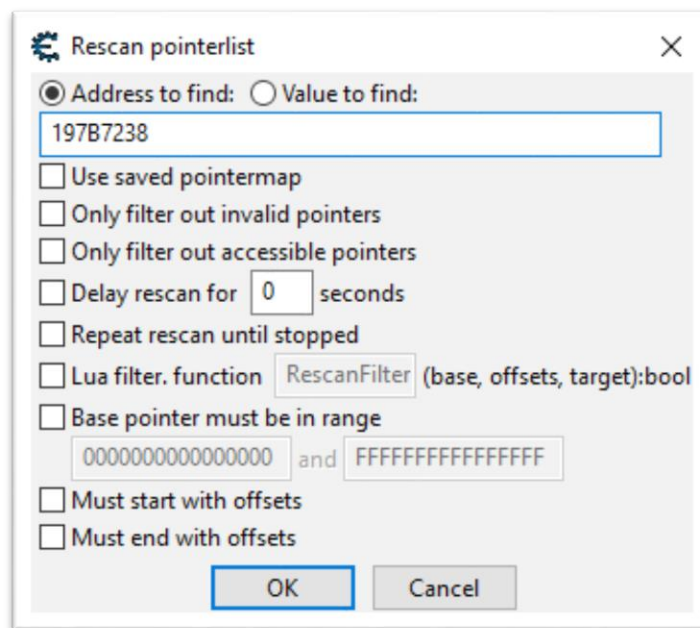 Rescan pointerlist
Address to find: Value to find:
197B7238
Use saved pointermap
Only filter out invalid pointers
Only filter out accessible pointers
Delay rescan for 0 seconds
Repeat rescan until stopped
Lua filter. function RescanFilter (base, offsets, target):bool
Base pointer must be in range
0000000000000000 and FFFFFFFFFFFFFFFF
Must start with offsets
Must end with offsets
OK Cancel